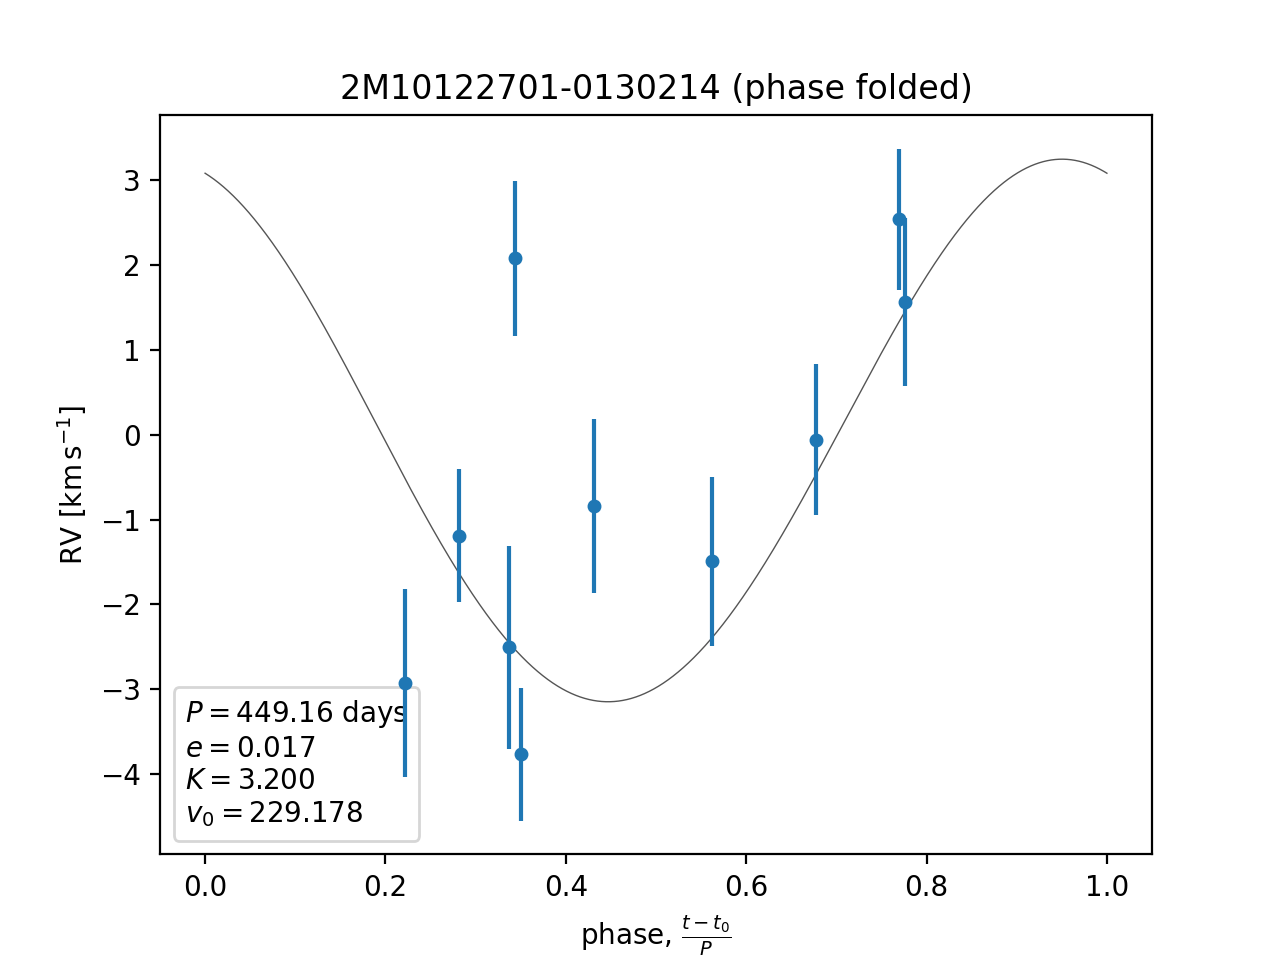 2M10122701-0130214 (phase folded)
3
2
1
0
−1
−2
−3
−4
RV [km s⁻¹]
P = 449.16 days
e = 0.017
K = 3.200
v₀ = 229.178
0.0 0.2 0.4 0.6 0.8 1.0
phase, (t − t₀)/P